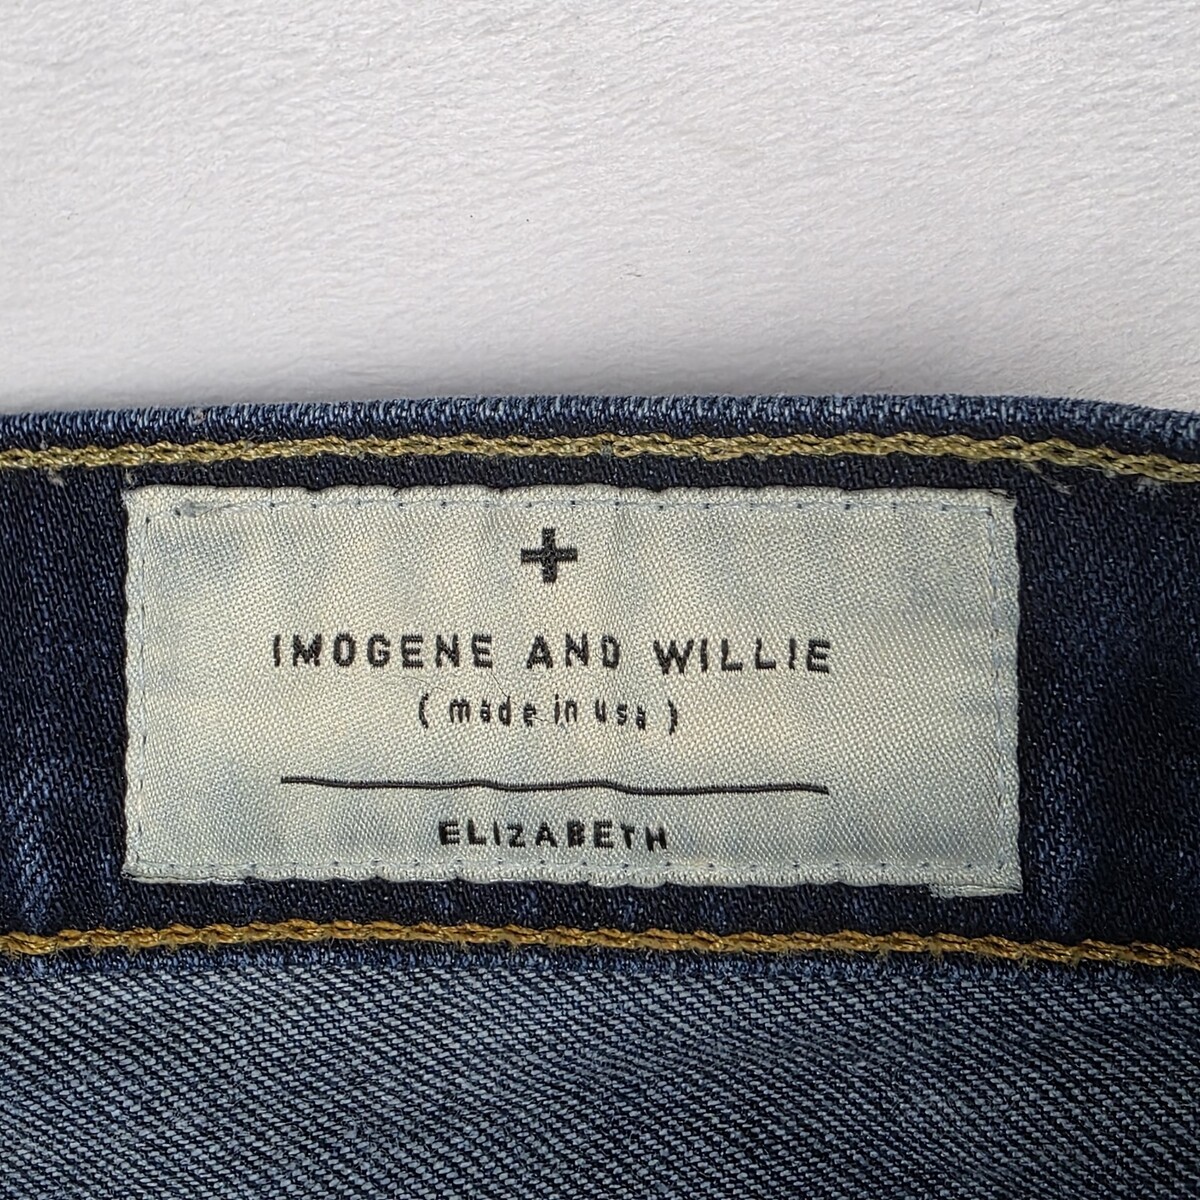 +
IMOGENE AND WILLIE
( made in usa )
ELIZABETH